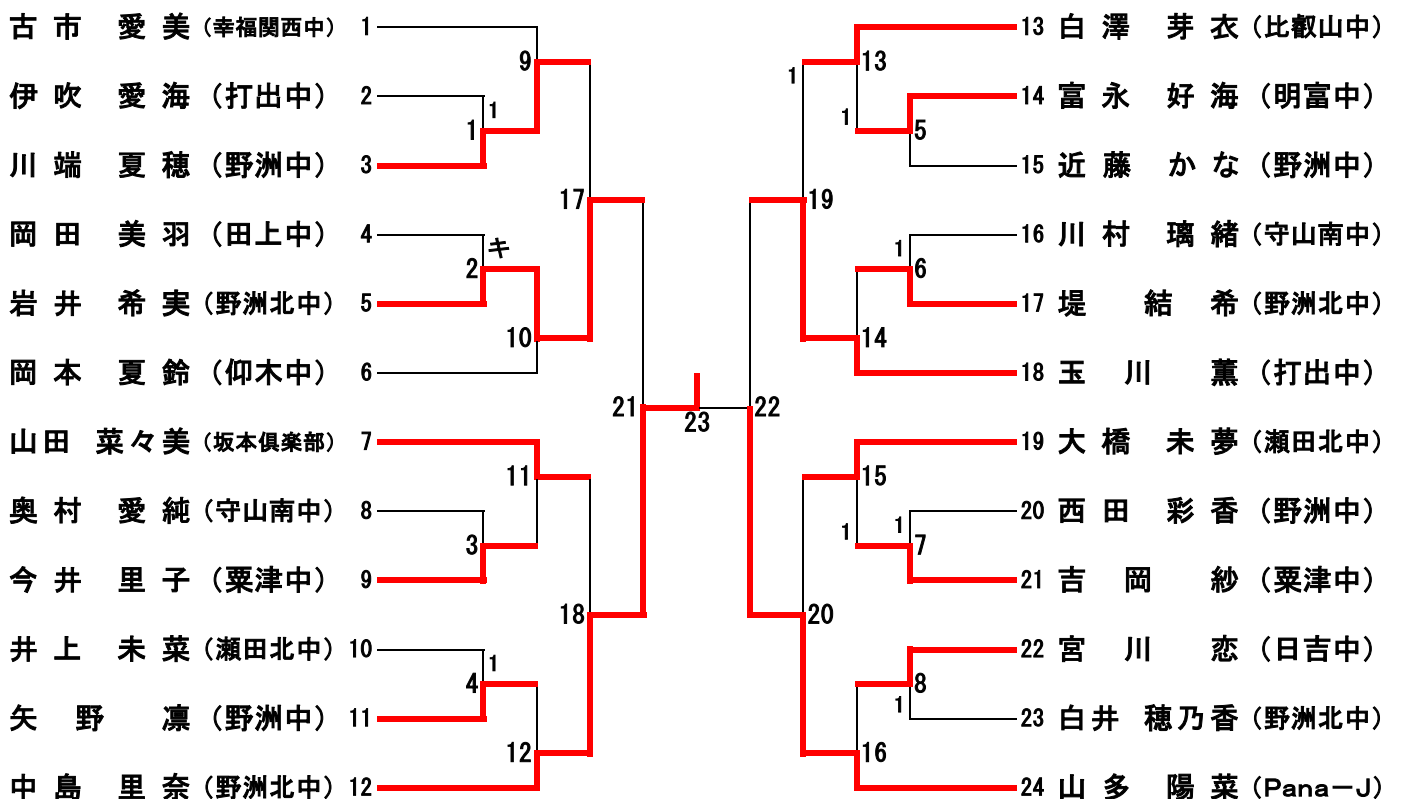 古市 愛美（幸福関西中） 1
伊吹 愛海（打出中） 2
川端 夏穂（野洲中） 3
岡田 美羽（田上中） 4
岩井 希実（野洲北中） 5
岡本 夏鈴（仰木中） 6
山田 菜々美（坂本倶楽部） 7
奥村 愛純（守山南中） 8
今井 里子（粟津中） 9
井上 未菜（瀬田北中） 10
矢野 凛（野洲中） 11
中島 里奈（野洲北中） 12
9
1
1
17
キ
2
10
21
11
3
18
1
4
12
23
13
1
1
5
19
1
6
14
22
15
1
1
7
20
8
1
16
13 白澤 芽衣（比叡山中）
14 富永 好海（明富中）
15 近藤 かな（野洲中）
16 川村 璃緒（守山南中）
17 堤 結希（野洲北中）
18 玉川 薫（打出中）
19 大橋 未夢（瀬田北中）
20 西田 彩香（野洲中）
21 吉岡 紗（粟津中）
22 宮川 恋（日吉中）
23 白井 穂乃香（野洲北中）
24 山多 陽菜（Pana－J）